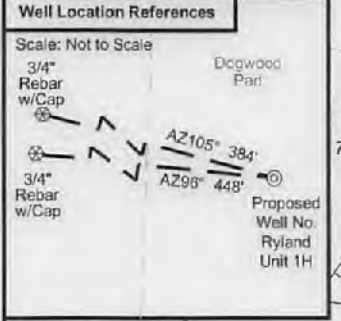 Well Location References
Scale: Not to Scale
3/4"
Rebar
w/Cap
Dogwood
Pad
AZ105° 384'
AZ96° 448'
3/4"
Rebar
w/Cap
Proposed
Well No.
Ryland
Unit 1H